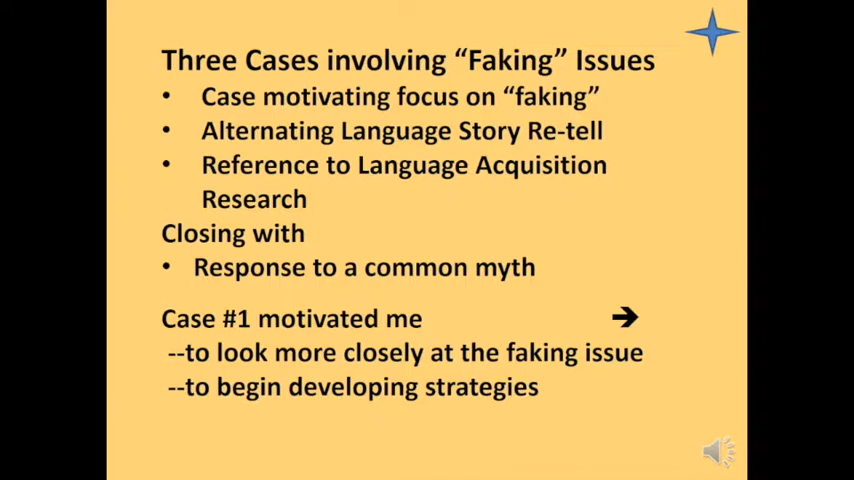 Three Cases involving “Faking” Issues
• Case motivating focus on “faking”
• Alternating Language Story Re-tell
• Reference to Language Acquisition
Research
Closing with
• Response to a common myth
Case #1 motivated me ➔
--to look more closely at the faking issue
--to begin developing strategies